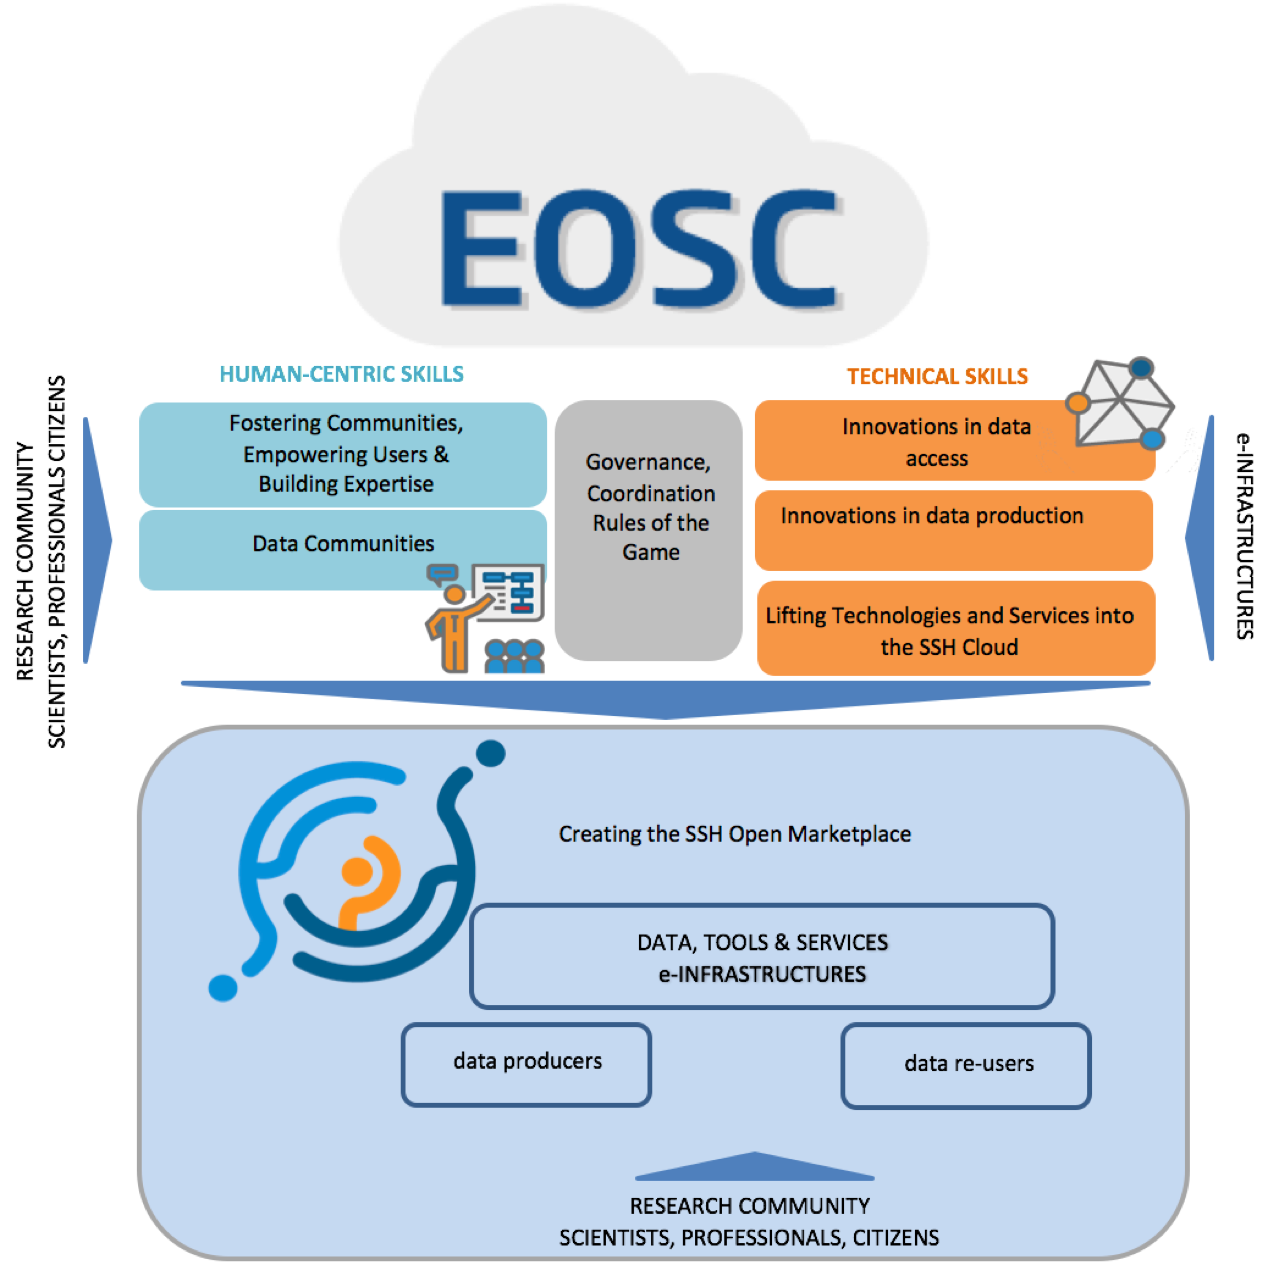 EOSC
HUMAN-CENTRIC SKILLS
TECHNICAL SKILLS
RESEARCH COMMUNITY
SCIENTISTS, PROFESSIONALS CITIZENS
Fostering Communities,
Empowering Users &
Building Expertise
Data Communities
Governance,
Coordination
Rules of the
Game
Innovations in data
access
Innovations in data production
Lifting Technologies and Services into
the SSH Cloud
e-INFRASTRUCTURES
Creating the SSH Open Marketplace
DATA, TOOLS & SERVICES
e-INFRASTRUCTURES
data producers
data re-users
RESEARCH COMMUNITY
SCIENTISTS, PROFESSIONALS, CITIZENS